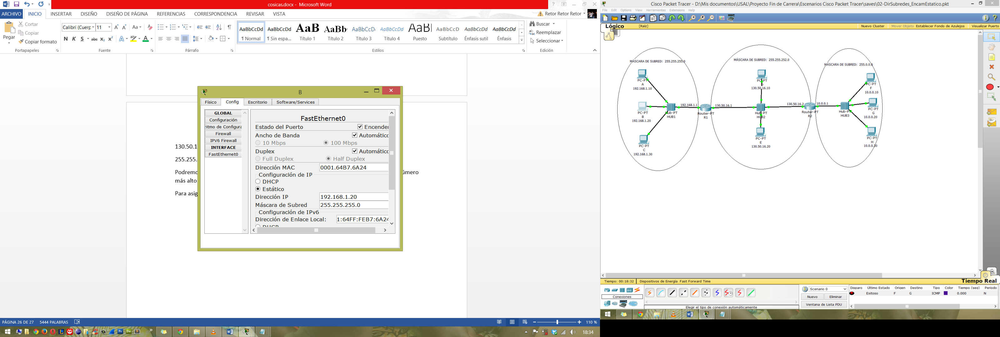 cosicas.docx - Microsoft Word
ARCHIVO INICIO INSERTAR DISEÑO DISEÑO DE PÁGINA REFERENCIAS CORRESPONDENCIA REVISAR VISTA
Retor Retor Retor
Pegar
Cortar
Copiar
Copiar formato
Portapapeles
Calibri (Cuerp 11
N K S abc x₂ x²
Fuente
Párrafo
AaBbCcDd AaBbCcDd AaB AaBb AaBbCcD AaBbCcDd AaB AaBbCcD AaBbCcDd AaBbCcDd
¶ Normal ¶ Sin espa... Título 1 Título 2 Título 3 Título 4 Puesto Subtítulo Énfasis sutil Énfasis
Estilos
Buscar
Reemplazar
Seleccionar
Edición
130.50.1
255.255.
Podremo
úmero
más alto
Para asig
B
Físico Config Escritorio Software/Services
GLOBAL
Configuración
ritmo de Configura
Firewall
IPV6 Firewall
INTERFACE
FastEthernet0
FastEthernet0
Estado del Puerto Encender
Ancho de Banda Automático
10 Mbps 100 Mbps
Duplex Automático
Full Duplex Half Duplex
Dirección MAC 0001.64B7.6A24
Configuración de IP
DHCP
Estático
Dirección IP 192.168.1.20
Máscara de Subred 255.255.255.0
Configuración de IPv6
Dirección de Enlace Local: 1:64FF:FEB7:6A24
DHCP
PÁGINA 26 DE 27 5444 PALABRAS
110 %
18:34
Cisco Packet Tracer - D:\Mis documentos\USAL\Proyecto Fin de Carrera\Escenarios Cisco Packet Tracer\saves\02-DirSubredes_EncamEstatico.pkt
File Edit Options View Herramientas Extensions Help
Lógico [Raíz] Nuevo Cluster Mover Objeto Establecer Fondo de Azulejos Visualizar Puerto
MÁSCARA DE SUBRED: 255.255.255.0
MÁSCARA DE SUBRED: 255.255.252.0
MÁSCARA DE SUBRED: 255.0.0.0
PC-PT
A
192.168.1.10
PC-PT
B
192.168.1.20
PC-PT
C
192.168.1.30
Hub-PT
HUB1
192.168.1.1
Router-PT
R1
130.50.16.1
PC-PT
D
130.50.16.10
Hub-PT
HUB2
PC-PT
E
130.50.16.20
130.50.16.2
Router-PT
R2
10.0.0.1
Hub-PT
HUB3
PC-PT
F
10.0.0.10
PC-PT
G
10.0.0.20
PC-PT
H
10.0.0.30
Tiempo: 00:18:32 Dispositivos de Energía Fast Forward Time
Tiempo Real
Conexiones
Elegir el tipo de conexión automáticamente
Scenario 0
Nuevo Eliminar
Ventana de Lista PDU
Disparo Último Estado Origen Destino Tipo Color Tiempo (seg) Periodo
Exitoso F G ICMP 0.000 N